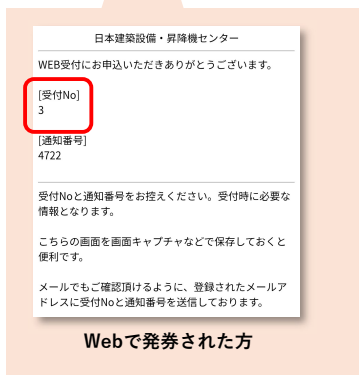 日本建築設備・昇降機センター
WEB受付にお申込いただきありがとうございます。
[受付No]
3
[通知番号]
4722
受付Noと通知番号をお控えください。受付時に必要な
情報となります。
こちらの画面を画面キャプチャなどで保存しておくと
便利です。
メールでもご確認頂けるように、登録されたメールア
ドレスに受付Noと通知番号を送信しております。
Webで発券された方